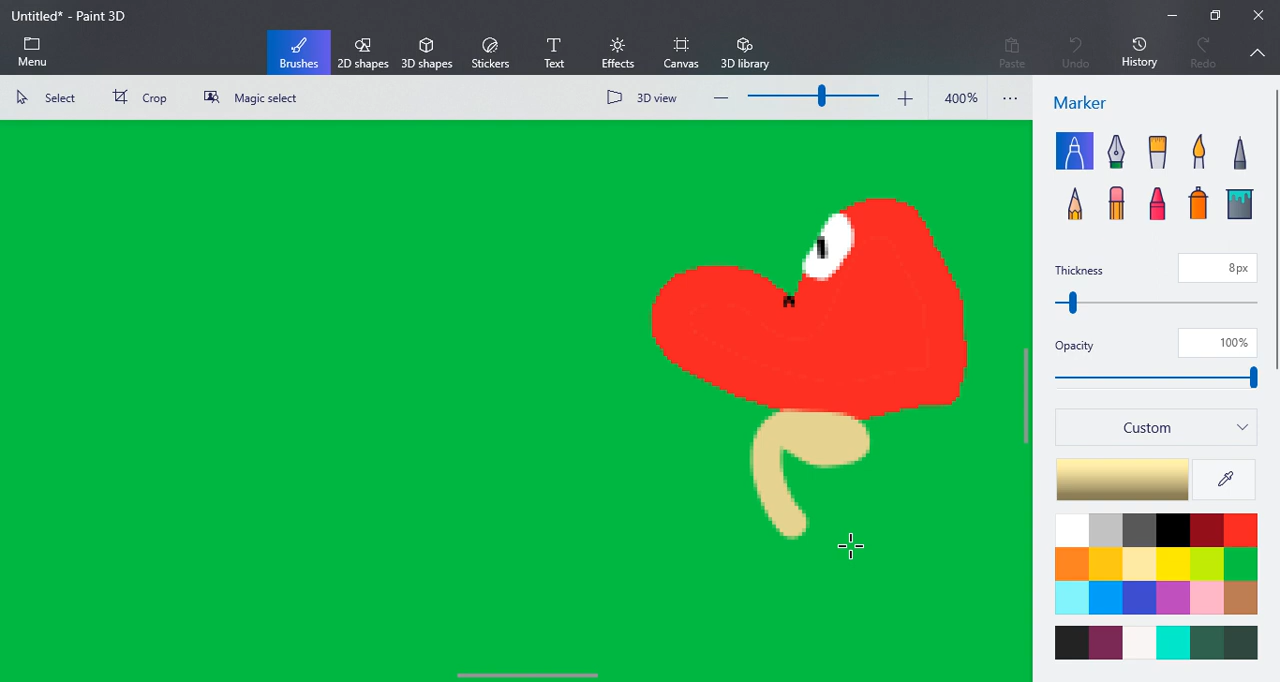 Untitled* - Paint 3D
Menu
Brushes
2D shapes
3D shapes
Stickers
Text
Effects
Canvas
3D library
Paste
Undo
History
Redo
Select
Crop
Magic select
3D view
400%
Marker
Thickness
8px
Opacity
100%
Custom